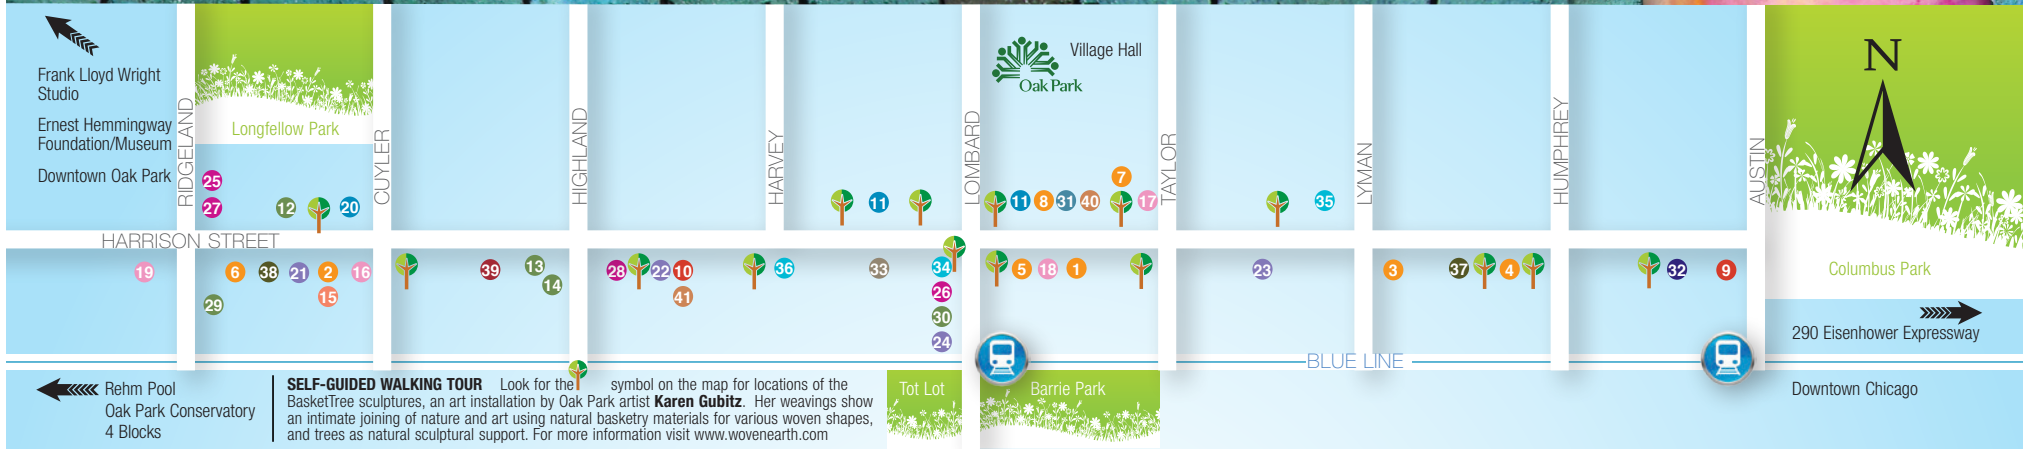 Frank Lloyd Wright
Studio
Ernest Hemmingway
Foundation/Museum
Downtown Oak Park
RIDGELAND
Longfellow Park
CUYLER
HIGHLAND
HARVEY
LOMBARD
Village Hall
Oak Park
TAYLOR
LYMAN
HUMPHREY
AUSTIN
N
25
27
12
20
11
11
8
31
40
7
17
35
HARRISON STREET
19
6
38
21
2
16
29
15
39
13
14
28
22
10
41
36
33
34
26
30
24
5
18
1
23
3
37
4
32
9
Columbus Park
290 Eisenhower Expressway
BLUE LINE
Rehm Pool
Oak Park Conservatory
4 Blocks
SELF-GUIDED WALKING TOUR Look for the symbol on the map for locations of the
BasketTree sculptures, an art installation by Oak Park artist Karen Gubitz. Her weavings show
an intimate joining of nature and art using natural basketry materials for various woven shapes,
and trees as natural sculptural support. For more information visit www.wovenearth.com
Tot Lot
Barrie Park
Downtown Chicago